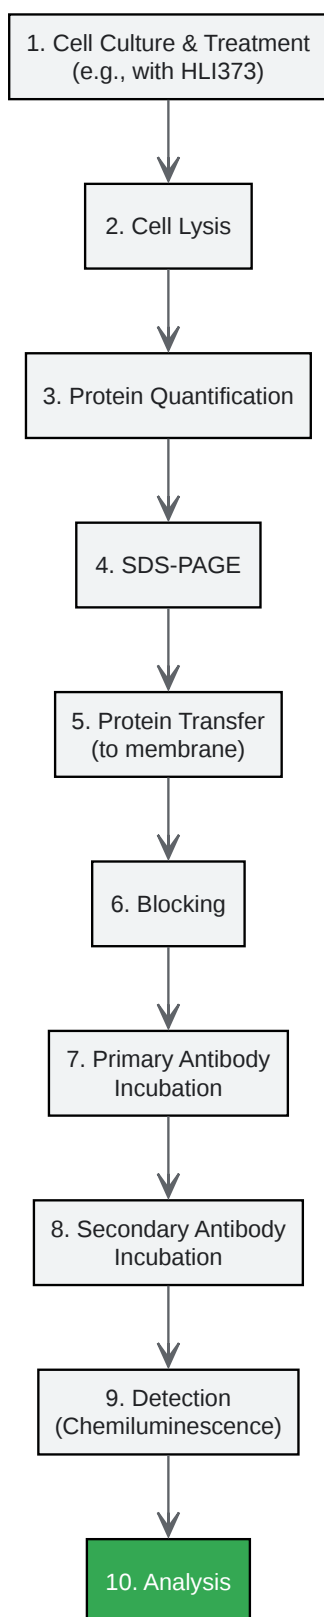 1. Cell Culture & Treatment
(e.g., with HLI373)
2. Cell Lysis
3. Protein Quantification
4. SDS-PAGE
5. Protein Transfer
(to membrane)
6. Blocking
7. Primary Antibody
Incubation
8. Secondary Antibody
Incubation
9. Detection
(Chemiluminescence)
10. Analysis